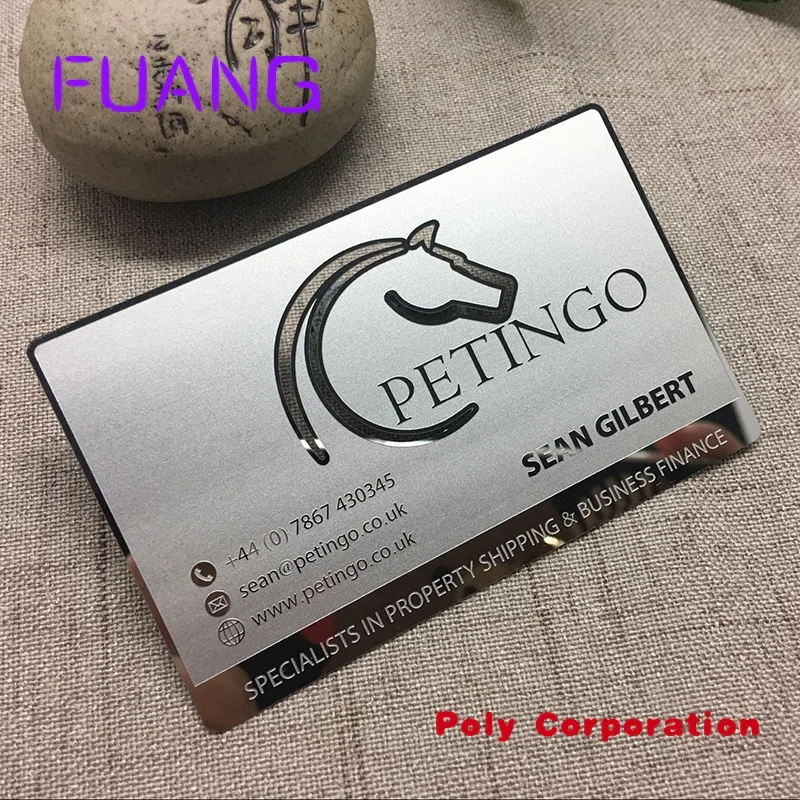 FUANG
PETINGO
SEAN GILBERT
+44 (0) 7867 430345
sean@petingo.co.uk
www.petingo.co.uk
SPECIALISTS IN PROPERTY SHIPPING & BUSINESS FINANCE
Poly Corporation